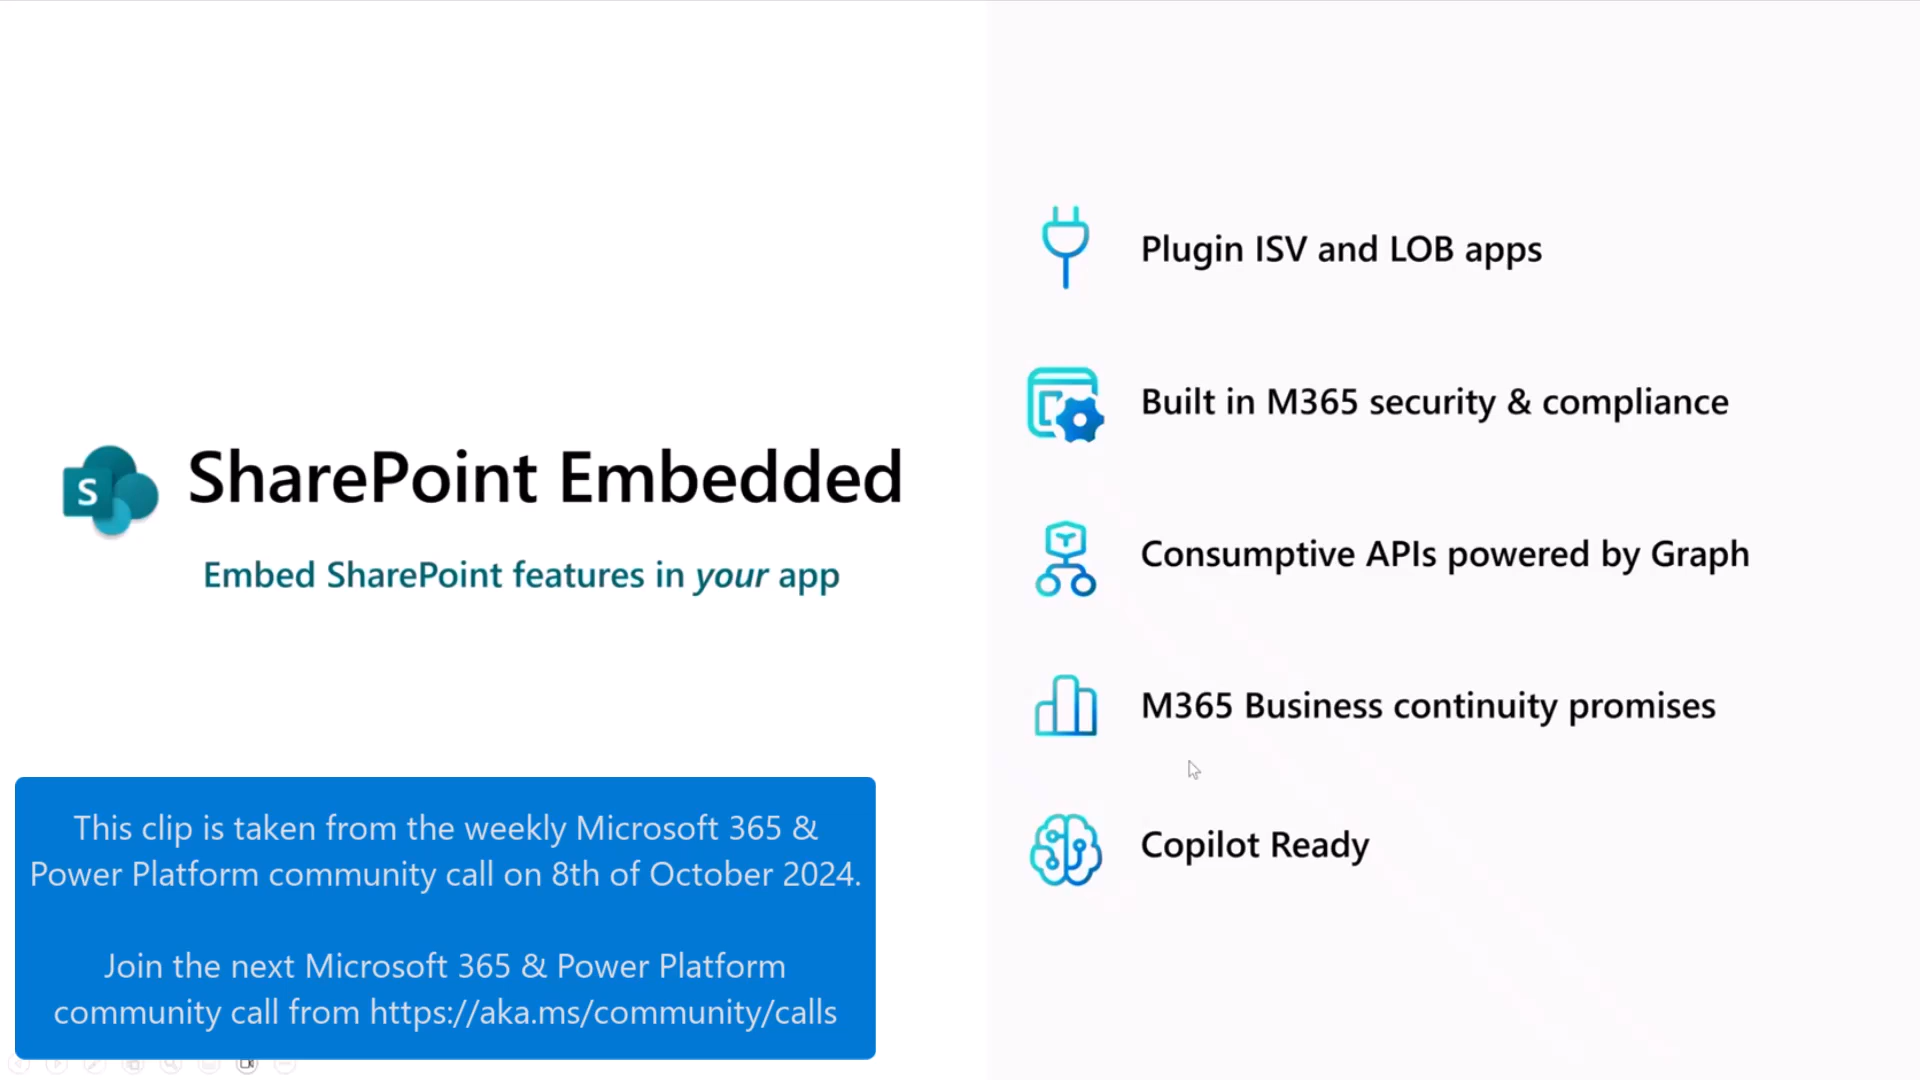 S
SharePoint Embedded
Embed SharePoint features in your app
Plugin ISV and LOB apps
Built in M365 security & compliance
Consumptive APIs powered by Graph
M365 Business continuity promises
Copilot Ready
This clip is taken from the weekly Microsoft 365 &
Power Platform community call on 8th of October 2024.
Join the next Microsoft 365 & Power Platform
community call from https://aka.ms/community/calls